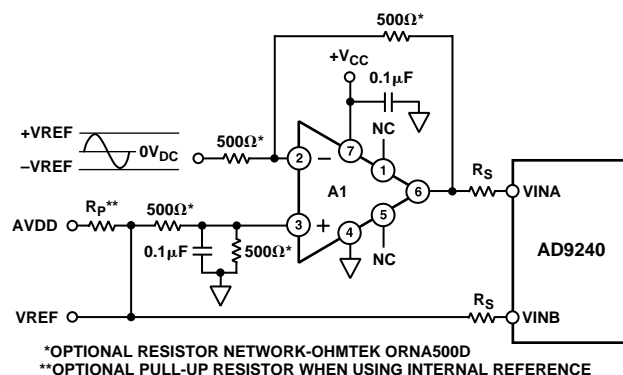 500Ω*
+VCC
0.1µF
+VREF
0VDC
–VREF
500Ω*
NC
2
–
7
1
A1
6
RS
VINA
AVDD
RP**
500Ω*
3
+
5
4
0.1µF
500Ω*
NC
AD9240
VREF
RS
VINB
*OPTIONAL RESISTOR NETWORK-OHMTEK ORNA500D
**OPTIONAL PULL-UP RESISTOR WHEN USING INTERNAL REFERENCE